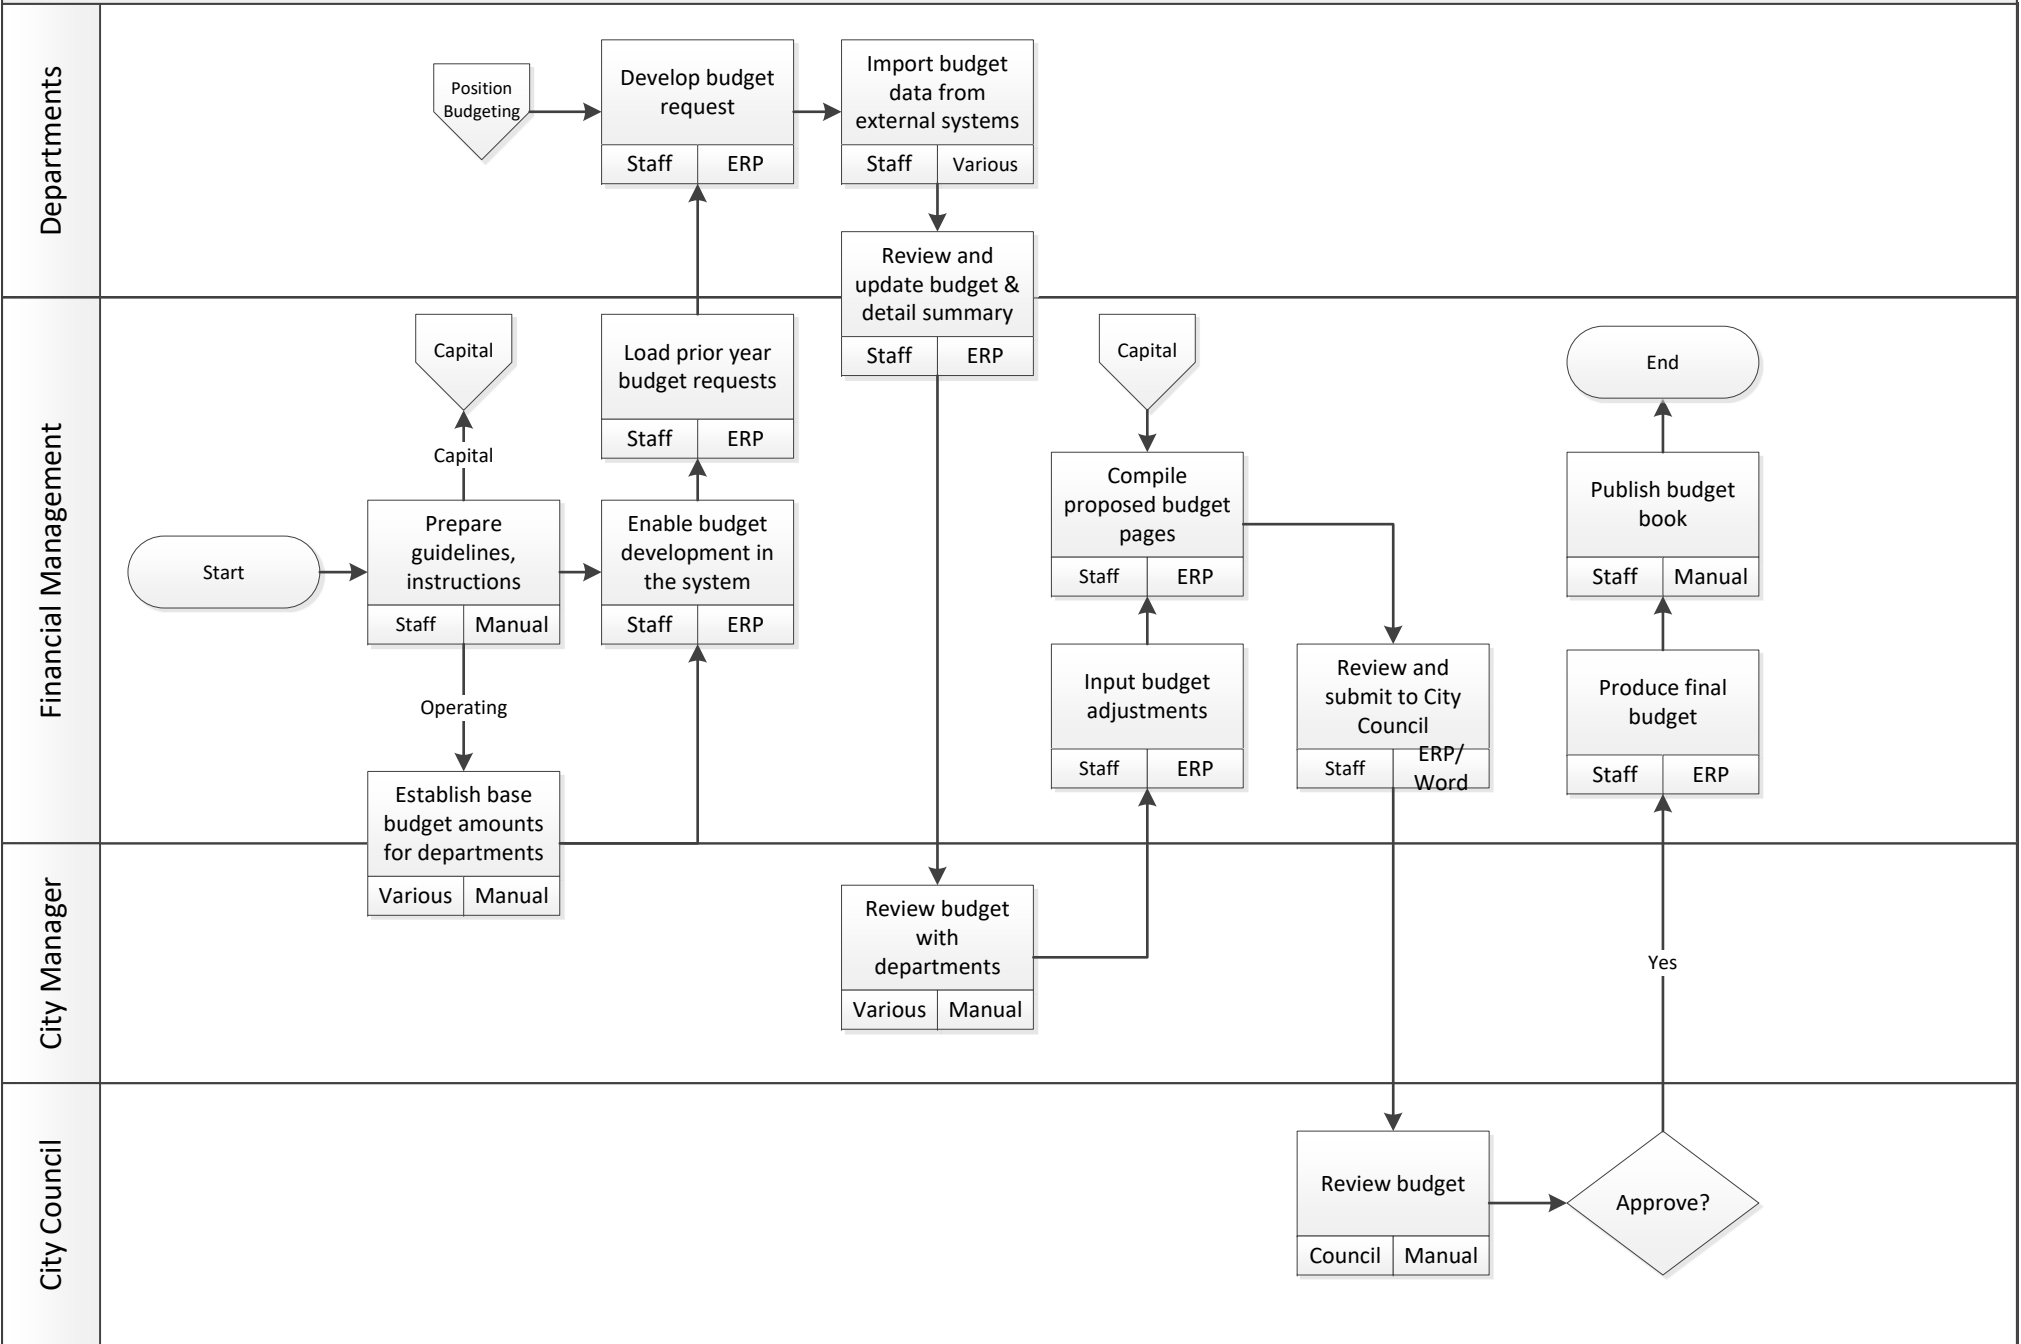 Departments
Position
Budgeting
Develop budget
request
Staff
ERP
Import budget
data from
external systems
Staff
Various
Review and
update budget &
detail summary
Staff
ERP
Financial Management
Start
Capital
Capital
Prepare
guidelines,
instructions
Staff
Manual
Operating
Establish base
budget amounts
for departments
Various
Manual
Load prior year
budget requests
Staff
ERP
Enable budget
development in
the system
Staff
ERP
Capital
Compile
proposed budget
pages
Staff
ERP
Input budget
adjustments
Staff
ERP
Review and
submit to City
Council
Staff
ERP/
Word
End
Publish budget
book
Staff
Manual
Produce final
budget
Staff
ERP
City Manager
Review budget
with
departments
Various
Manual
Yes
City Council
Review budget
Council
Manual
Approve?